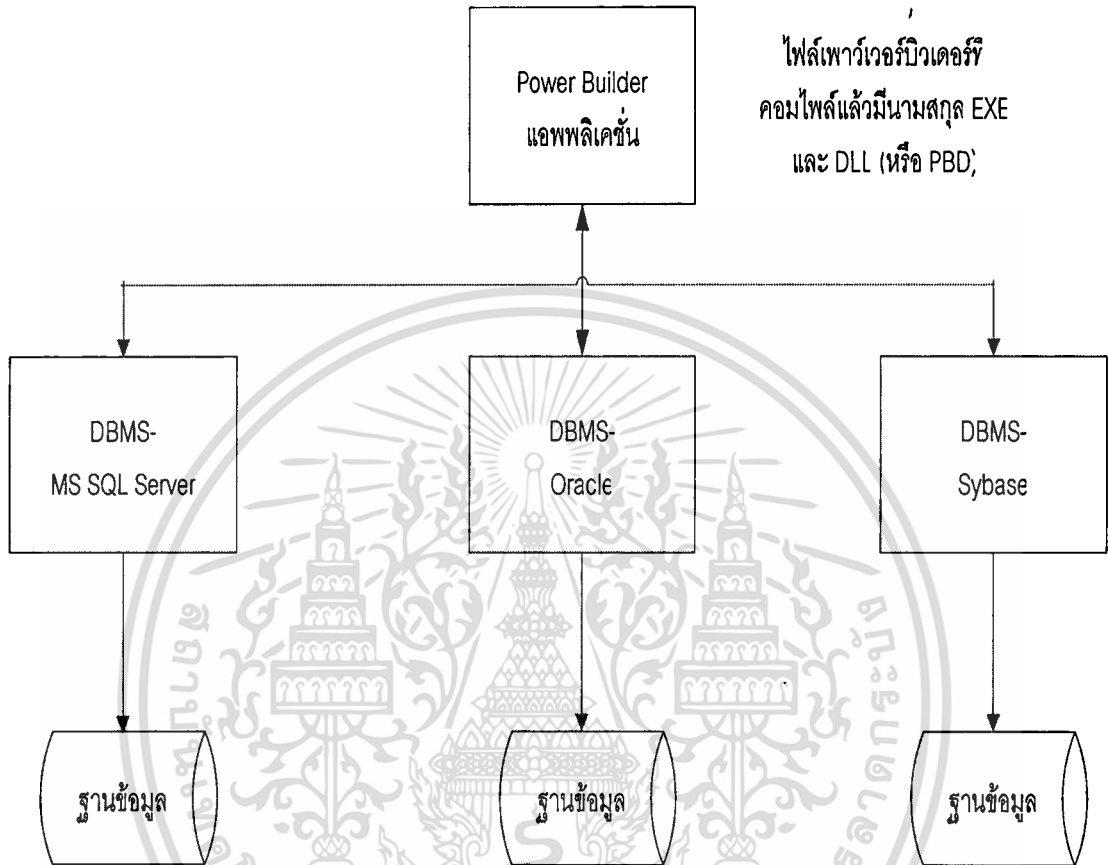 Power Builder
แอพพลิเคชั่น
ไฟล์เพาว์เวอร์บิวเดอร์ที่
คอมไพล์แล้วมีนามสกุล EXE
และ DLL (หรือ PBD)
DBMS-
MS SQL Server
DBMS-
Oracle
DBMS-
Sybase
ฐานข้อมูล
ฐานข้อมูล
ฐานข้อมูล